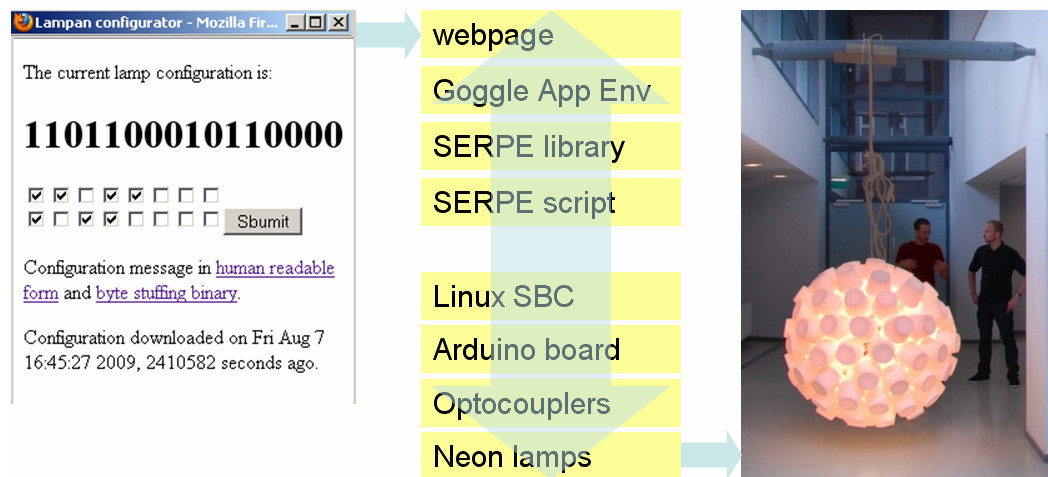 Lampan configurator - Mozilla Fir...
The current lamp configuration is:
1101100010110000
Sbumit
Configuration message in human readable
form and byte stuffing binary.
Configuration downloaded on Fri Aug 7
16:45:27 2009, 2410582 seconds ago.
webpage
Goggle App Env
SERPE library
SERPE script
Linux SBC
Arduino board
Optocouplers
Neon lamps